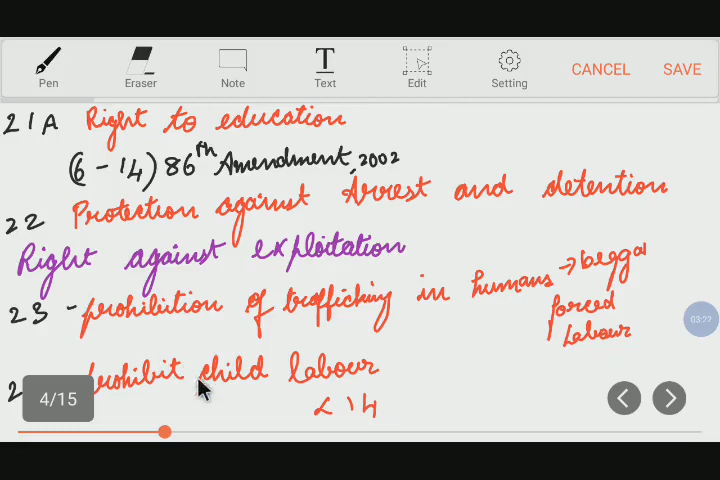 Pen Eraser Note Text Edit Setting CANCEL SAVE
21A Right to education
(6-14) 86th Amendment, 2002
22 Protection against Arrest and detention
Right against exploitation
23 - prohibition of trafficking in humans → beggar
forced
Labour
03:22
2 prohibit child labour
4/15
< 14